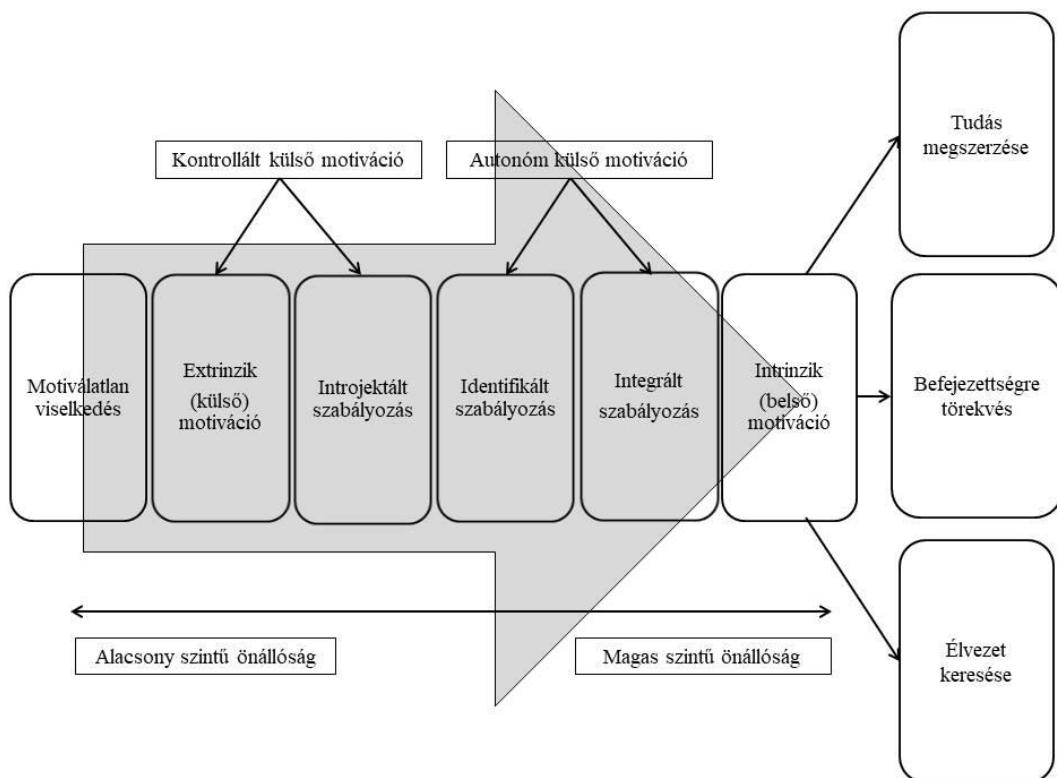 Tudás
megszerzése
Kontrollált külső motiváció
Autonóm külső motiváció
Motiválatlan
viselkedés
Extrinzik
(külső)
motiváció
Introjektált
szabályozás
Identifikált
szabályozás
Integrált
szabályozás
Intrinzik
(belső)
motiváció
Befejezettségre
törekvés
Alacsony szintű önállóság
Magas szintű önállóság
Élvezet
keresése